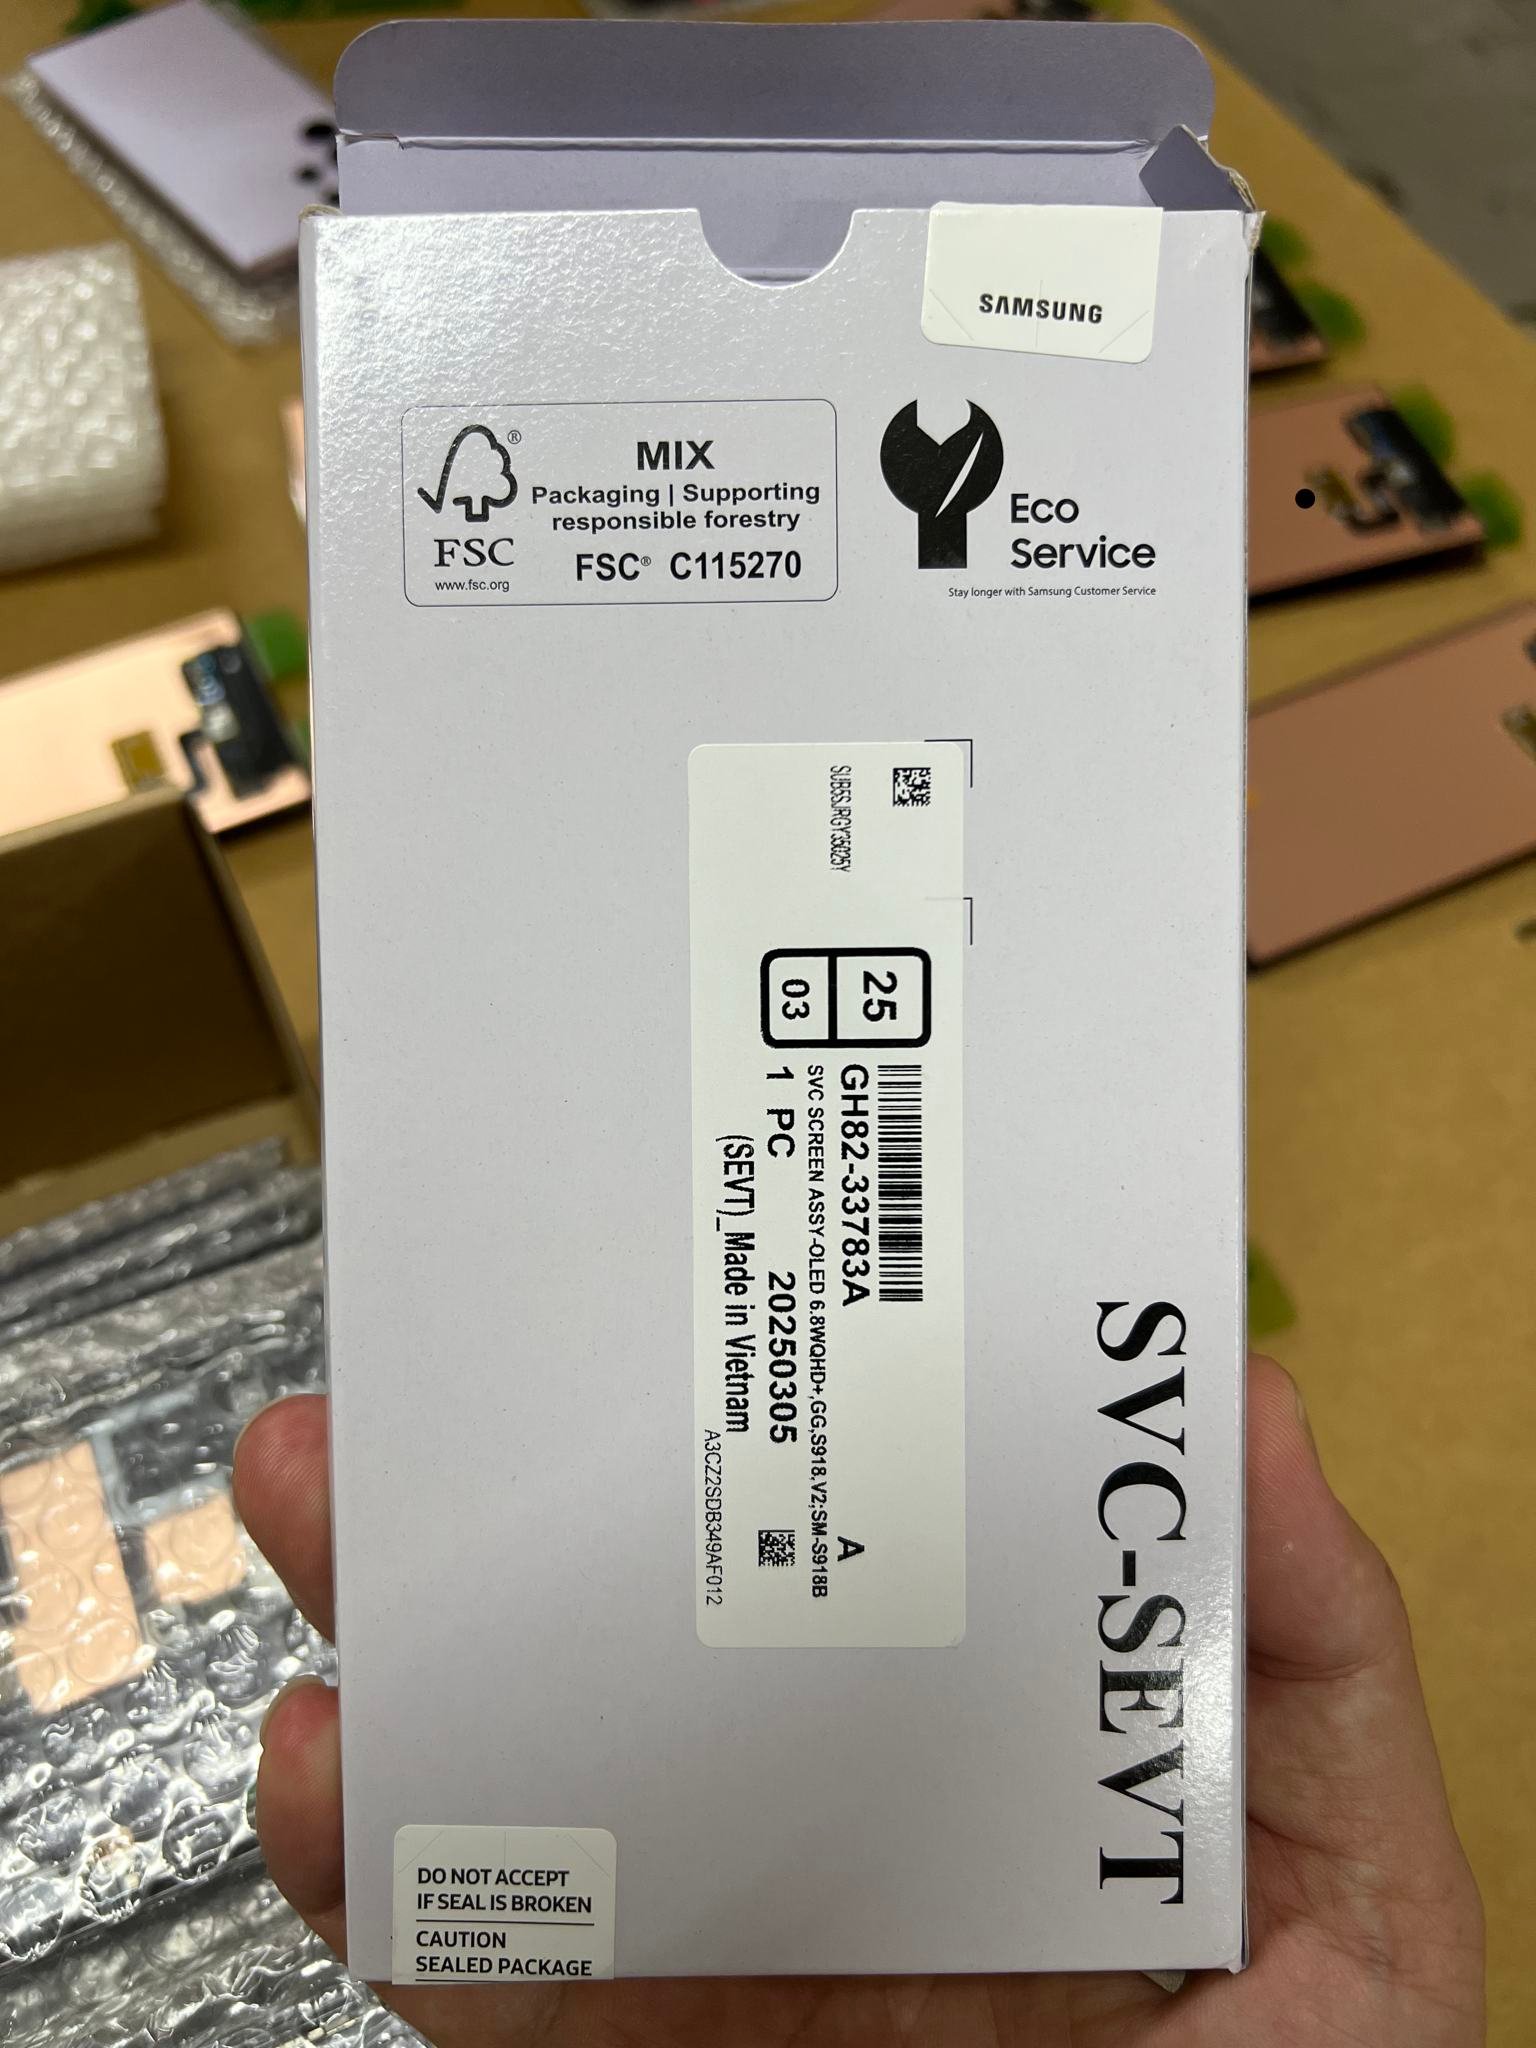 SAMSUNG
FSC
www.fsc.org
MIX
Packaging | Supporting
responsible forestry
FSC® C115270
Eco
Service
Stay longer with Samsung Customer Service
SUB5SJRGY35025Y
25
03
GH82-33783A
A
SVC SCREEN ASSY-OLED 6.8WQHD+,GG,S918,V2;SM-S918B
1 PC 20250305
(SEVT)_Made in Vietnam
A3CZ2SDB349AF012
SVC-SEVT
DO NOT ACCEPT
IF SEAL IS BROKEN
CAUTION
SEALED PACKAGE